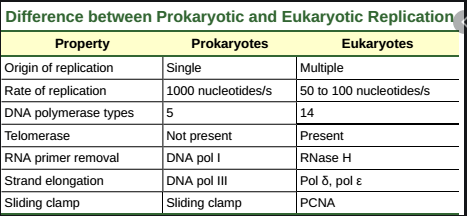 Difference between Prokaryotic and Eukaryotic Replication
Property Prokaryotes Eukaryotes
Origin of replication Single Multiple
Rate of replication 1000 nucleotides/s 50 to 100 nucleotides/s
DNA polymerase types 5 14
Telomerase Not present Present
RNA primer removal DNA pol I RNase H
Strand elongation DNA pol III Pol δ, pol ε
Sliding clamp Sliding clamp PCNA